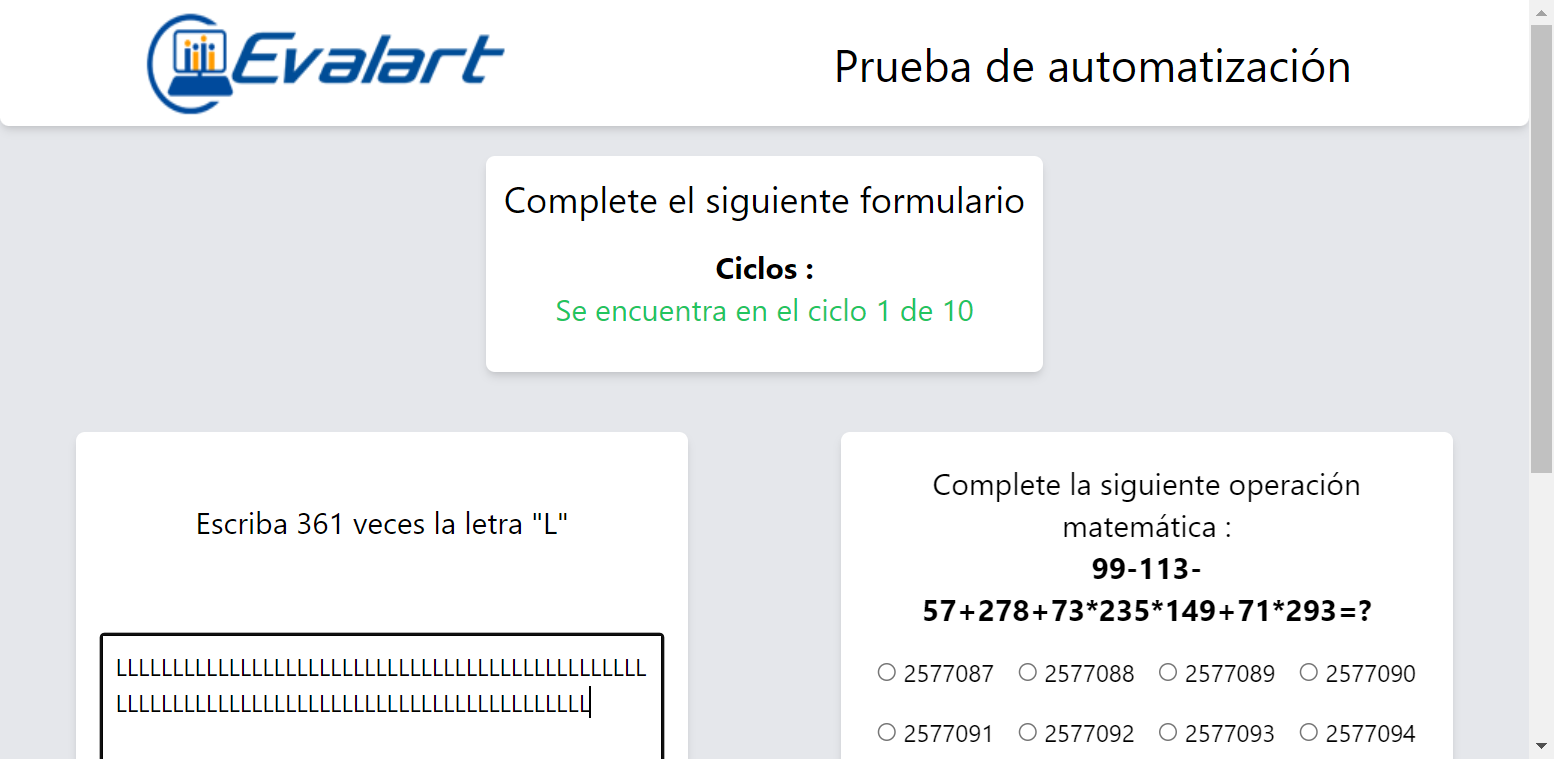 Evalart
Prueba de automatización
Complete el siguiente formulario
Ciclos :
Se encuentra en el ciclo 1 de 10
Escriba 361 veces la letra "L"
LLLLLLLLLLLLLLLLLLLLLLLLLLLLLLLLLLLLLLLLLLLLLLL
LLLLLLLLLLLLLLLLLLLLLLLLLLLLLLLLLLLLLLLLLL
Complete la siguiente operación
matemática :
99-113-
57+278+73*235*149+71*293=?
2577087 2577088 2577089 2577090
2577091 2577092 2577093 2577094